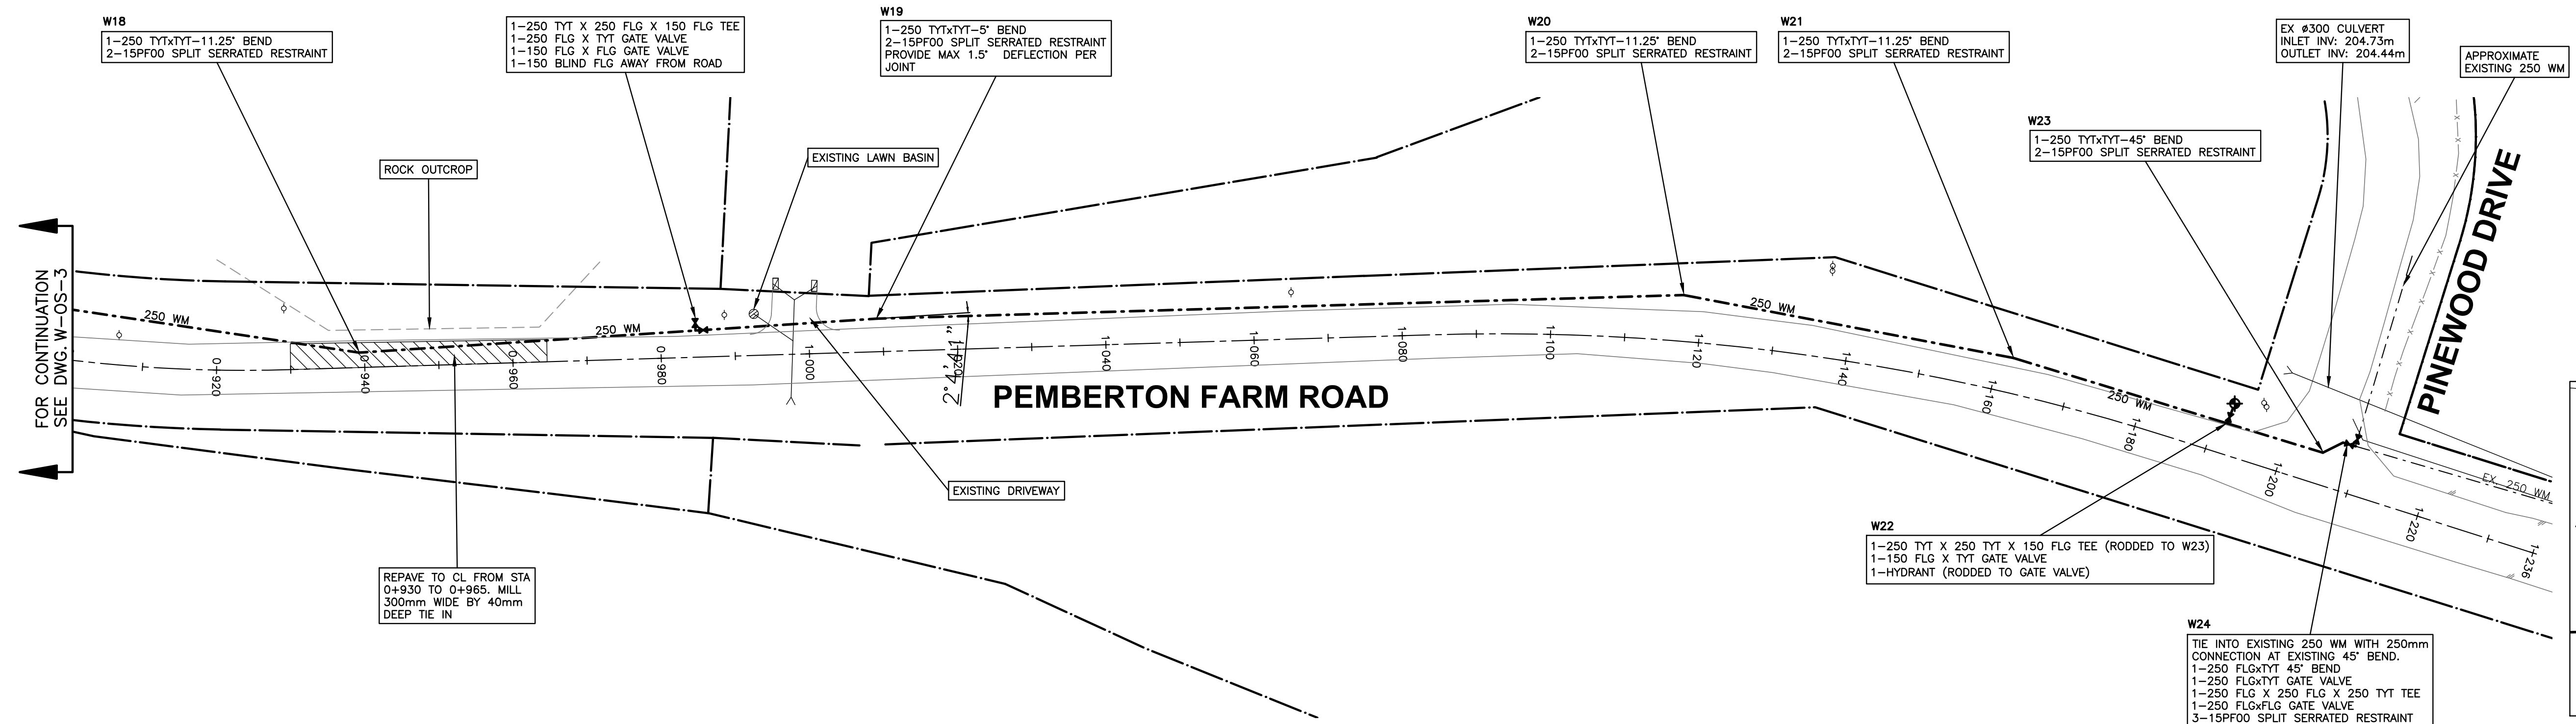 W18
1-250 TYTxTYT-11.25° BEND
2-15PF00 SPLIT SERRATED RESTRAINT
1-250 TYT X 250 FLG X 150 FLG TEE
1-250 FLG X TYT GATE VALVE
1-150 FLG X FLG GATE VALVE
1-150 BLIND FLG AWAY FROM ROAD
W19
1-250 TYTxTYT-5° BEND
2-15PF00 SPLIT SERRATED RESTRAINT
PROVIDE MAX 1.5° DEFLECTION PER
JOINT
W20
1-250 TYTxTYT-11.25° BEND
2-15PF00 SPLIT SERRATED RESTRAINT
W21
1-250 TYTxTYT-11.25° BEND
2-15PF00 SPLIT SERRATED RESTRAINT
EX ø300 CULVERT
INLET INV: 204.73m
OUTLET INV: 204.44m
APPROXIMATE
EXISTING 250 WM
W23
1-250 TYTxTYT-45° BEND
2-15PF00 SPLIT SERRATED RESTRAINT
ROCK OUTCROP
EXISTING LAWN BASIN
PINEWOOD DRIVE
FOR CONTINUATION
SEE DWG.W-OS-3
250 WM
250 WM
250 WM
250 WM
EX. 250 WM
0+920
0+940
0+960
0+980
1+000
1+020
1+040
1+060
1+080
1+100
1+120
1+140
1+160
1+180
1+200
1+220
1+236
2°4'41"
PEMBERTON FARM ROAD
EXISTING DRIVEWAY
REPAVE TO CL FROM STA
0+930 TO 0+965. MILL
300mm WIDE BY 40mm
DEEP TIE IN
W22
1-250 TYT X 250 TYT X 150 FLG TEE (RODDED TO W23)
1-150 FLG X TYT GATE VALVE
1-HYDRANT (RODDED TO GATE VALVE)
W24
TIE INTO EXISTING 250 WM WITH 250mm
CONNECTION AT EXISTING 45° BEND.
1-250 FLGxTYT 45° BEND
1-250 FLGxTYT GATE VALVE
1-250 FLG X 250 FLG X 250 TYT TEE
1-250 FLGxFLG GATE VALVE
3-15PF00 SPLIT SERRATED RESTRAINT